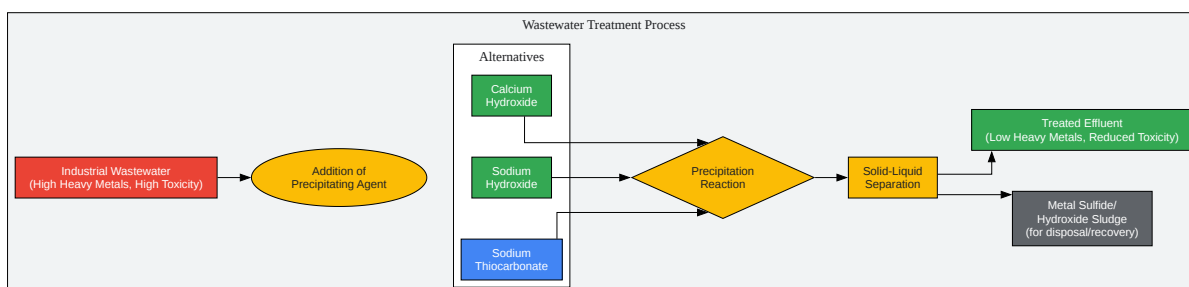 Wastewater Treatment Process
Alternatives
Industrial Wastewater
(High Heavy Metals, High Toxicity)
Addition of
Precipitating Agent
Calcium
Hydroxide
Sodium
Hydroxide
Sodium
Thiocarbonate
Precipitation
Reaction
Solid-Liquid
Separation
Treated Effluent
(Low Heavy Metals, Reduced Toxicity)
Metal Sulfide/
Hydroxide Sludge
(for disposal/recovery)